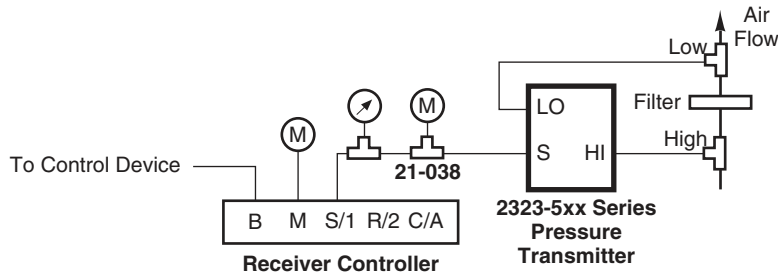 Air
Flow
Low
Filter
High
LO
S HI
M
M
21-038
To Control Device
2323-5xx Series
Pressure
Transmitter
B M S/1 R/2 C/A
Receiver Controller